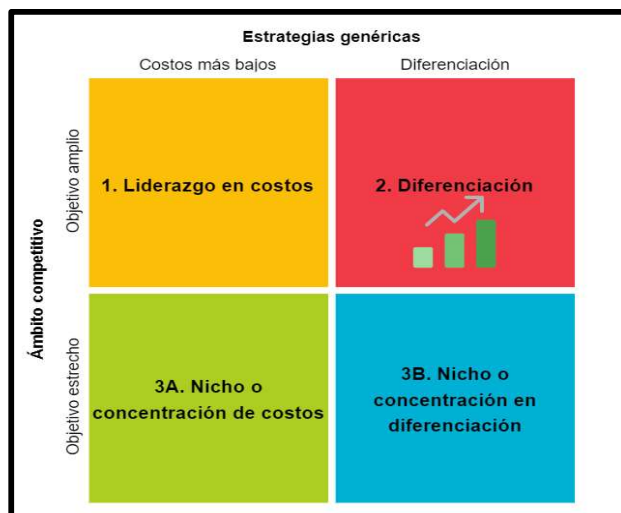 Estrategias genéricas
Costos más bajos
Diferenciación
Ámbito competitivo
Objetivo amplio
1. Liderazgo en costos
2. Diferenciación
Objetivo estrecho
3A. Nicho o
concentración de costos
3B. Nicho o
concentración en
diferenciación